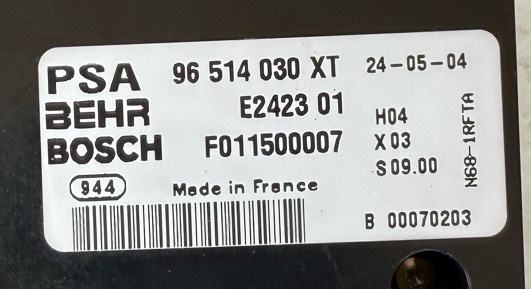 PSA 96 514 030 XT 24-05-04
BEHR E2423 01 H04
BOSCH F011500007 X03
S09.00
N68-1RFTA
944 Made in France
B 00070203